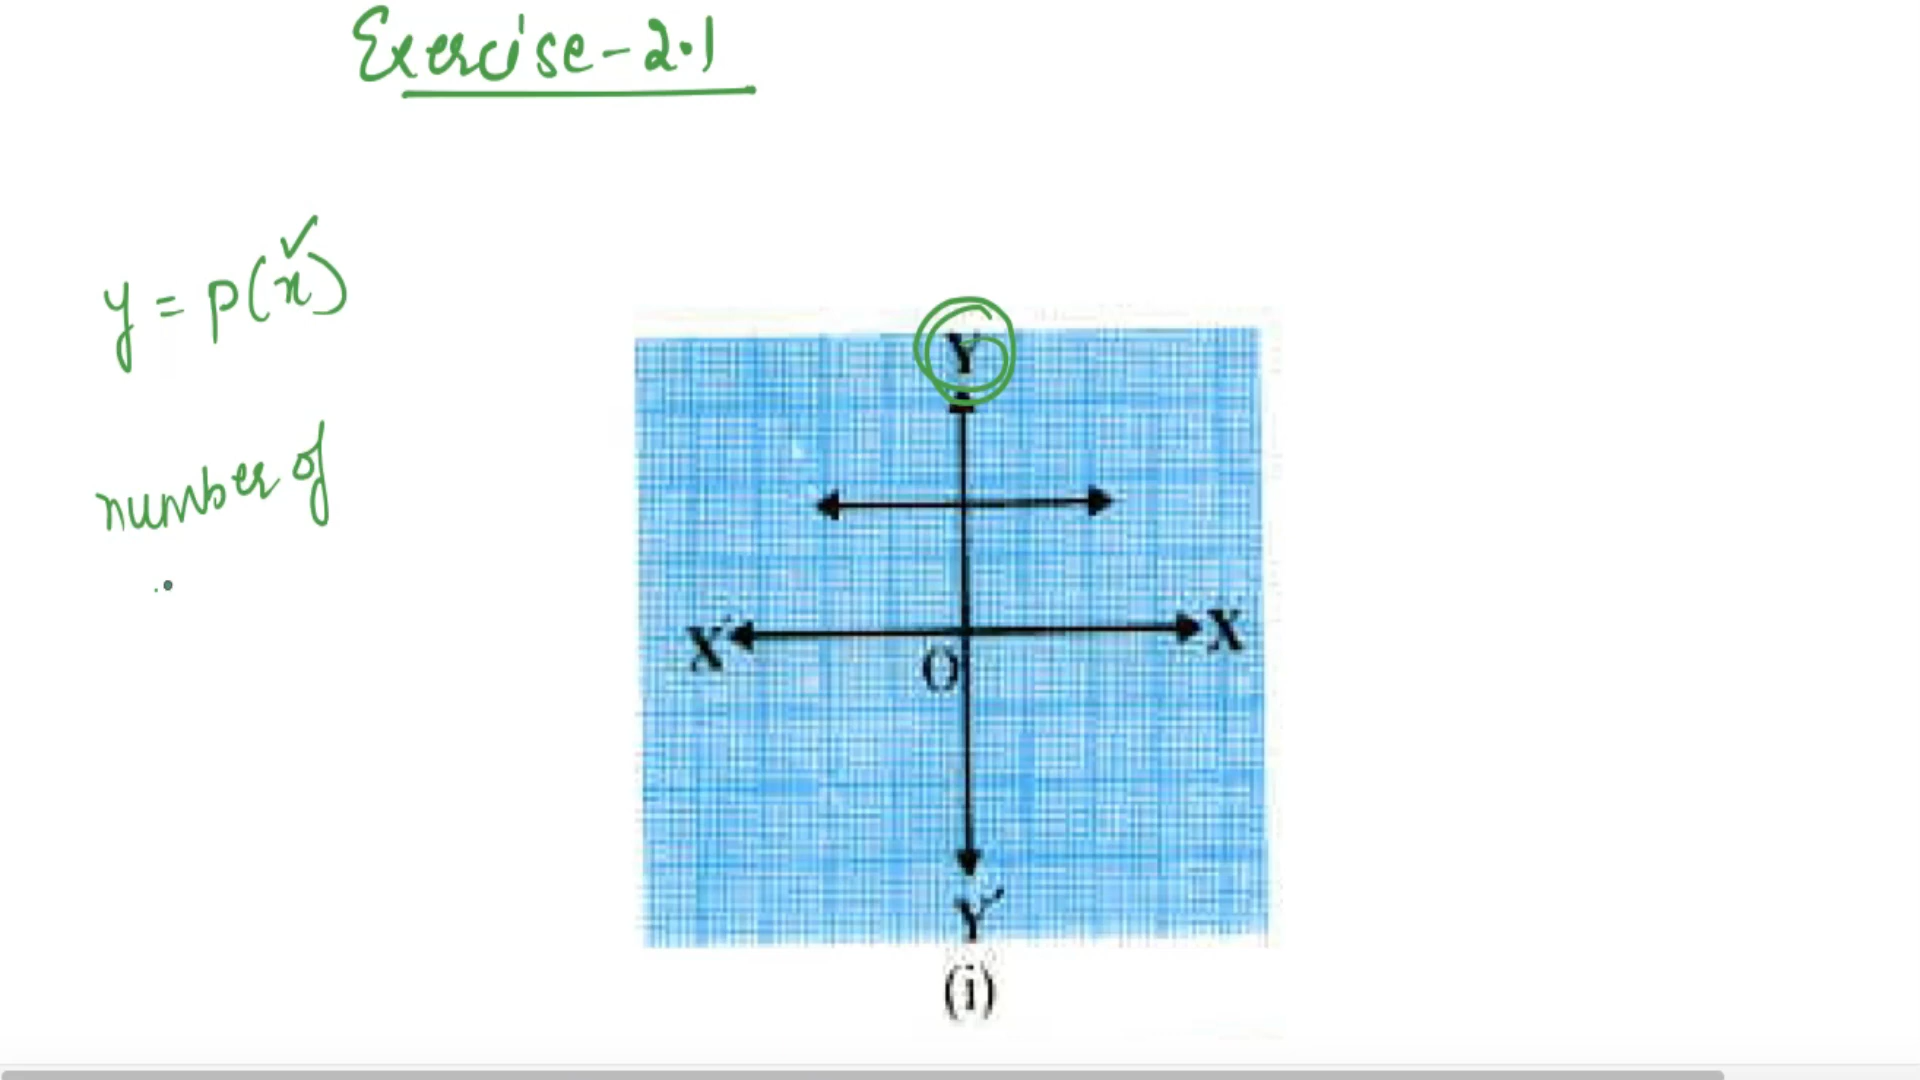 Exercise-2.1
y = p(x)
number of
Y
X' X
O
Y'
(i)